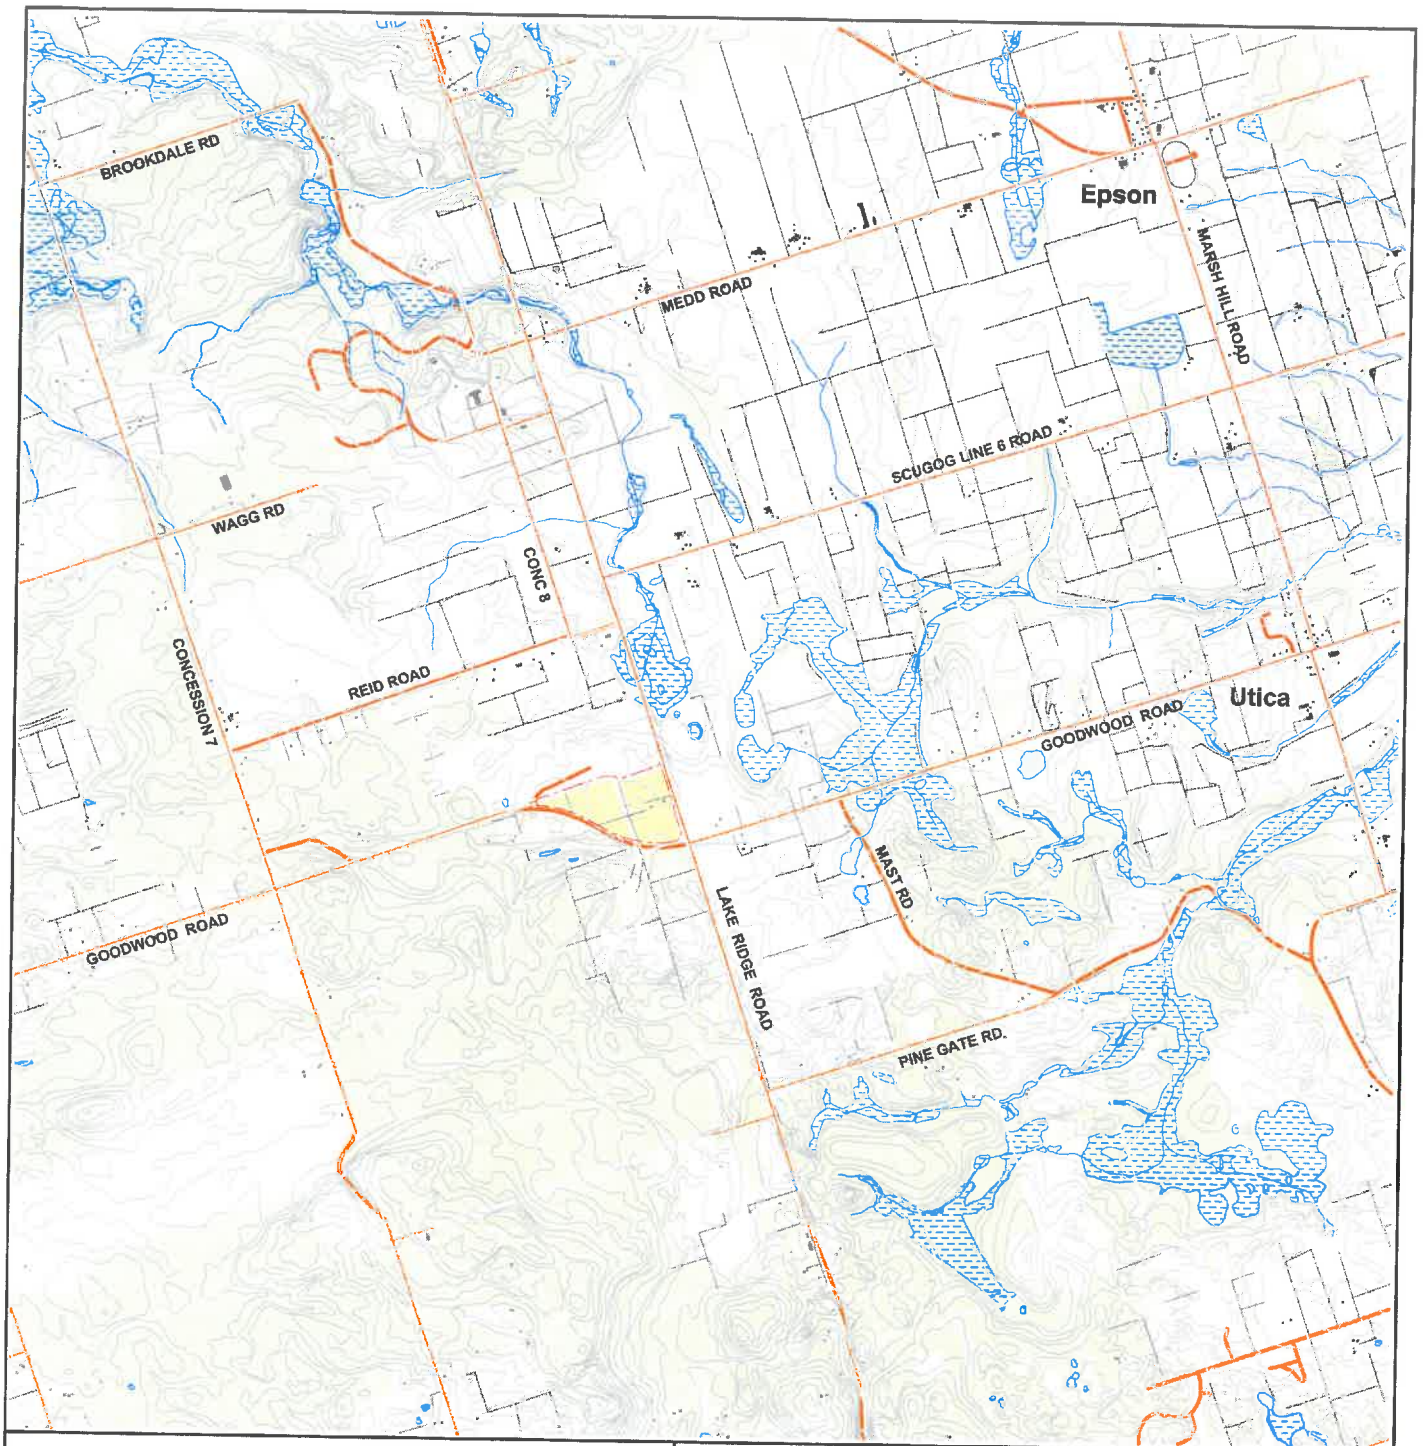 BROOKDALE RD
Epson
MARSH HILL ROAD
MEDD ROAD
SCUGOG LINE 6 ROAD
WAGG RD
CONC 8
CONCESSION 7
REID ROAD
Utica
GOODWOOD ROAD
MAST RD
GOODWOOD ROAD
LAKE RIDGE ROAD
PINE GATE RD.